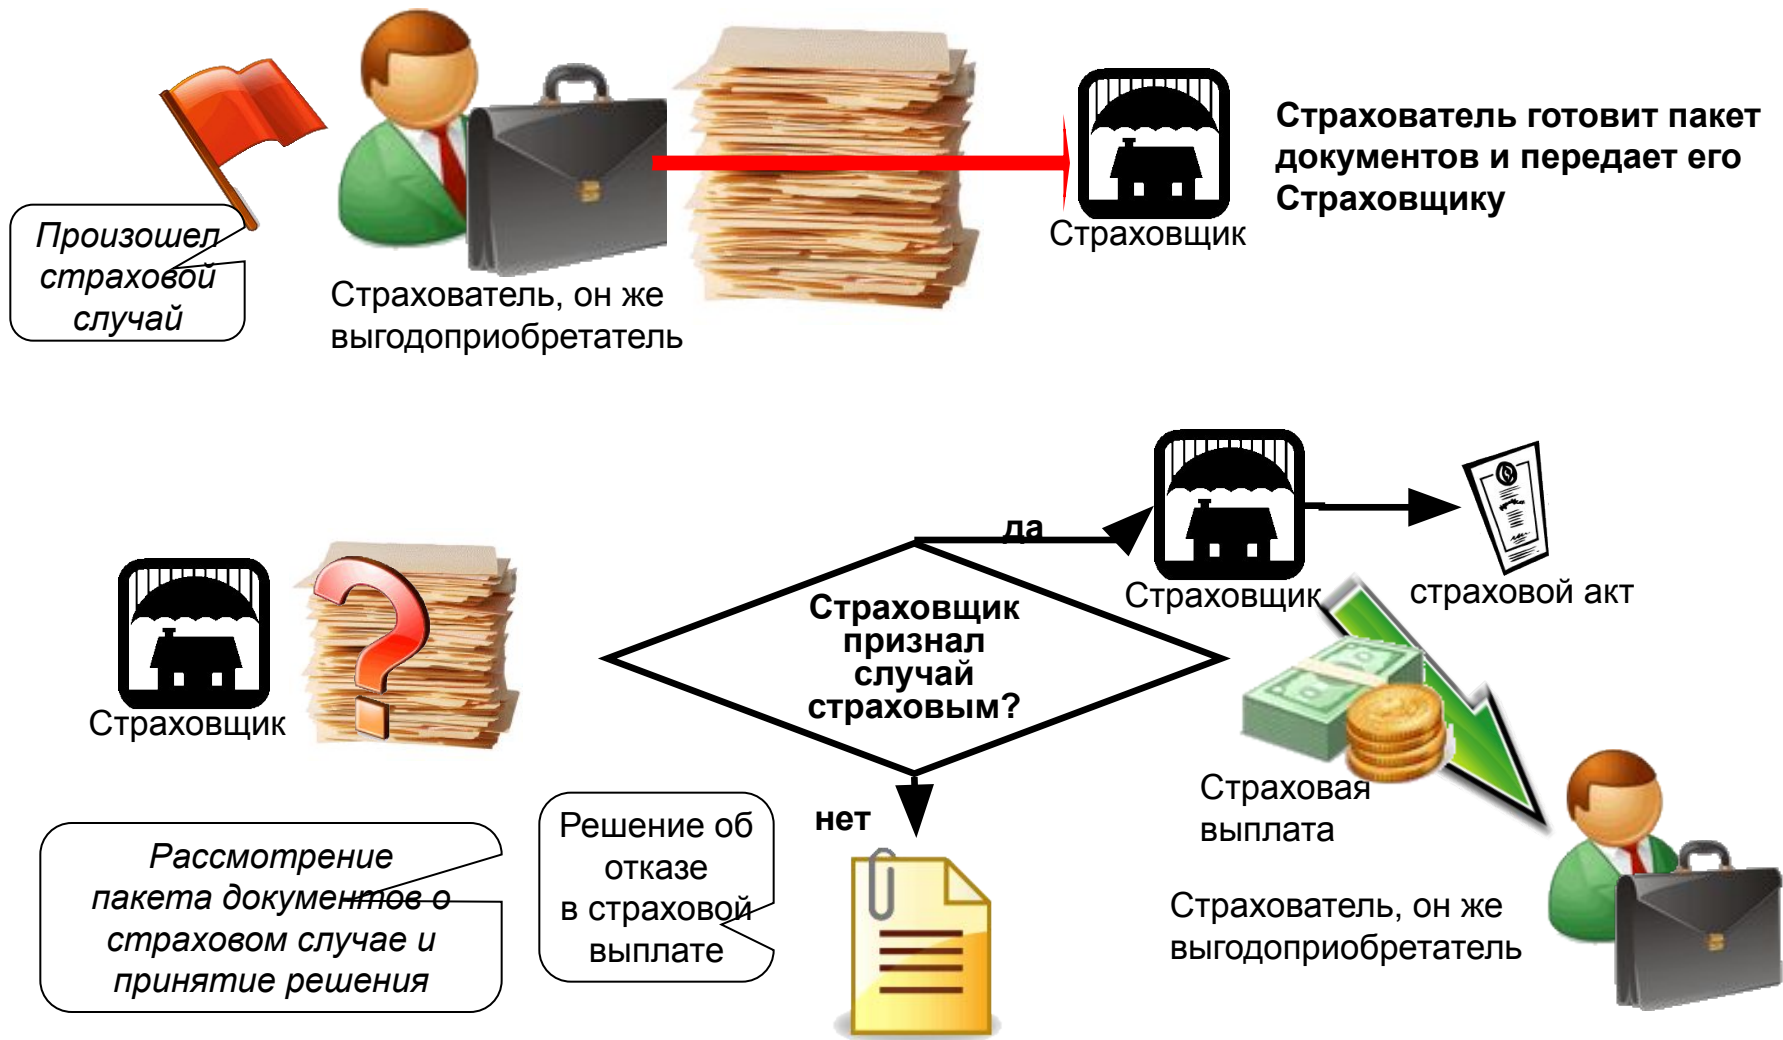 Произошел
страховой
случай
Страхователь, он же
выгодоприобретатель
Страховщик
Страхователь готовит пакет
документов и передает его
Страховщику
Страховщик
Рассмотрение
пакета документов о
страховом случае и
принятие решения
Страховщик
признал
случай
страховым?
да
Страховщик
страховой акт
нет
Решение об
отказе
в страховой
выплате
Страховая
выплата
Страхователь, он же
выгодоприобретатель